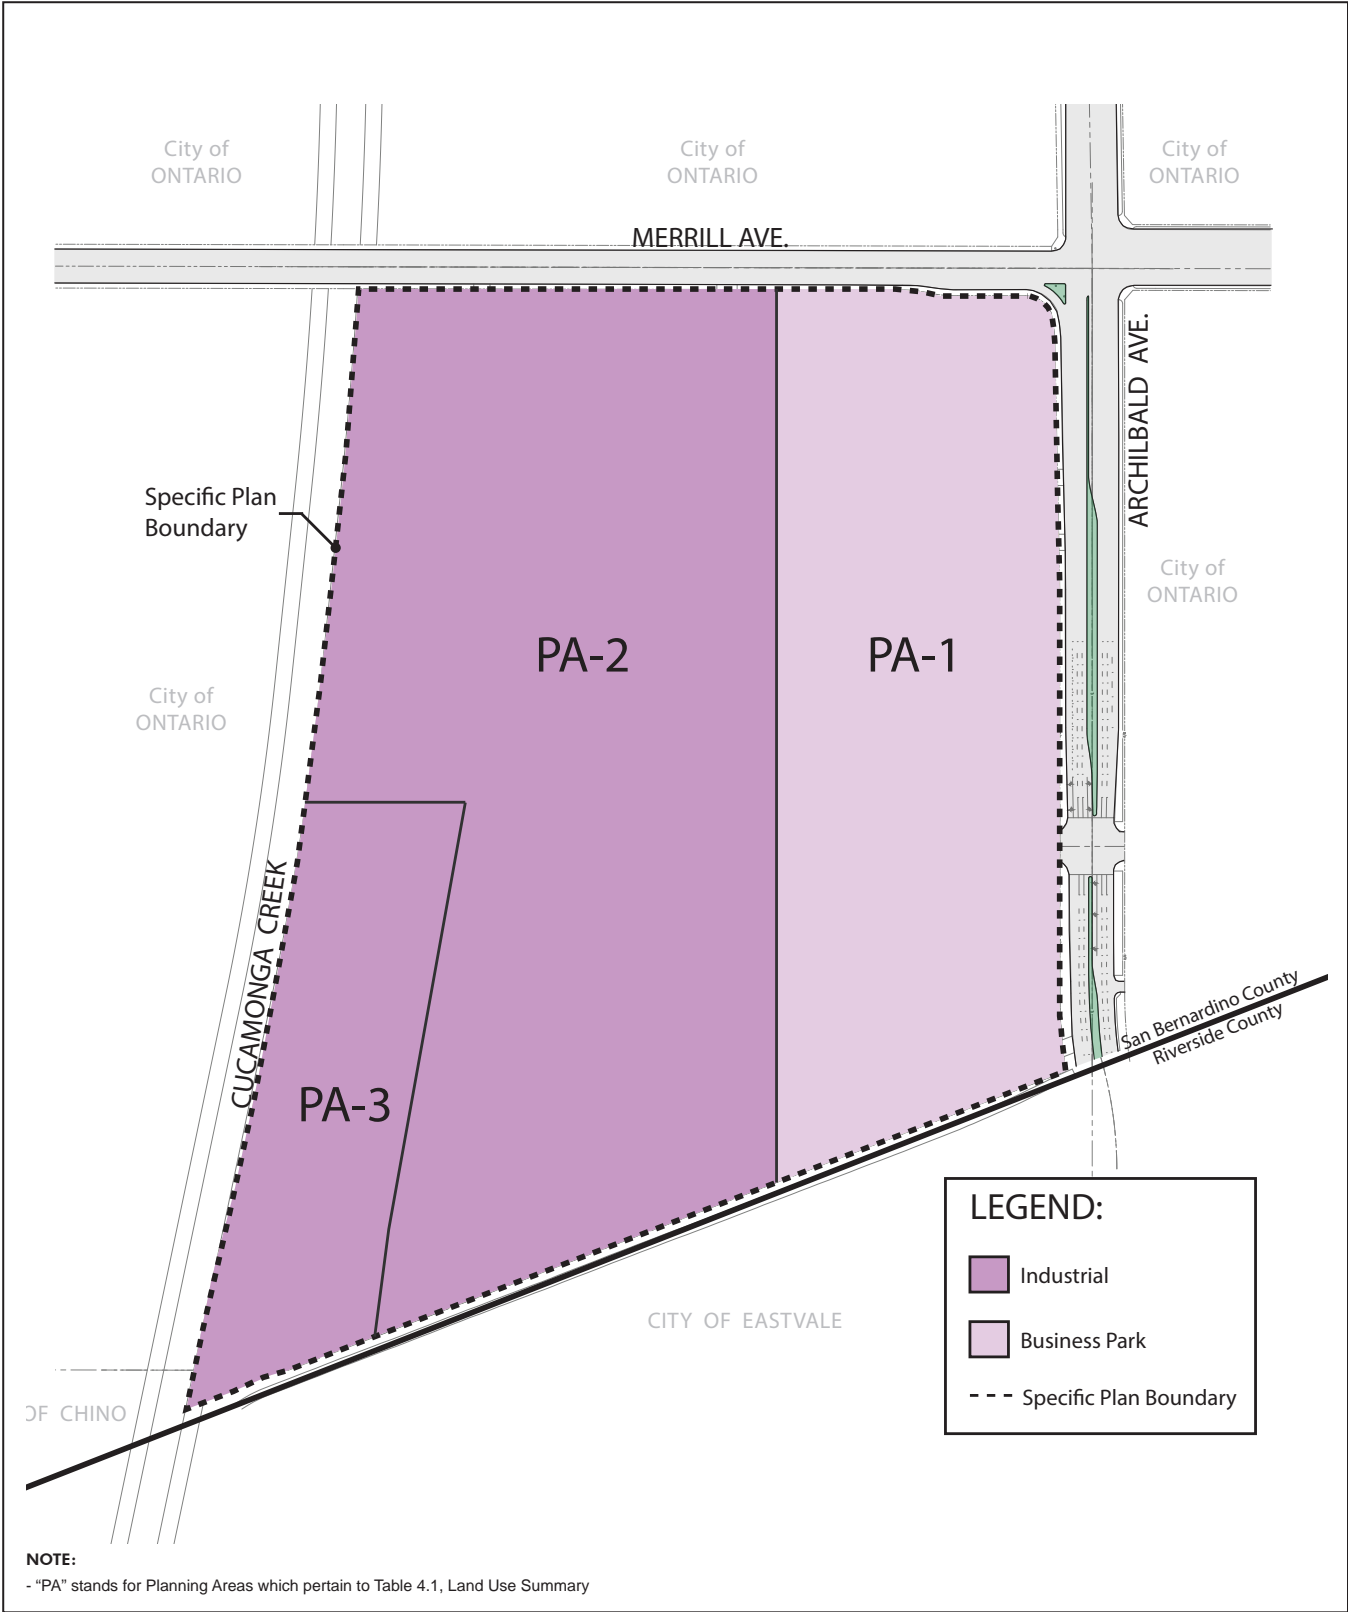 City of
ONTARIO
City of
ONTARIO
City of
ONTARIO
MERRILL AVE.
ARCHILBALD AVE.
Specific Plan
Boundary
City of
ONTARIO
PA-2
PA-1
City of
ONTARIO
CUCAMONGA CREEK
San Bernardino County
Riverside County
PA-3
LEGEND:
Industrial
Business Park
Specific Plan Boundary
CITY OF EASTVALE
OF CHINO
NOTE:
- “PA” stands for Planning Areas which pertain to Table 4.1, Land Use Summary